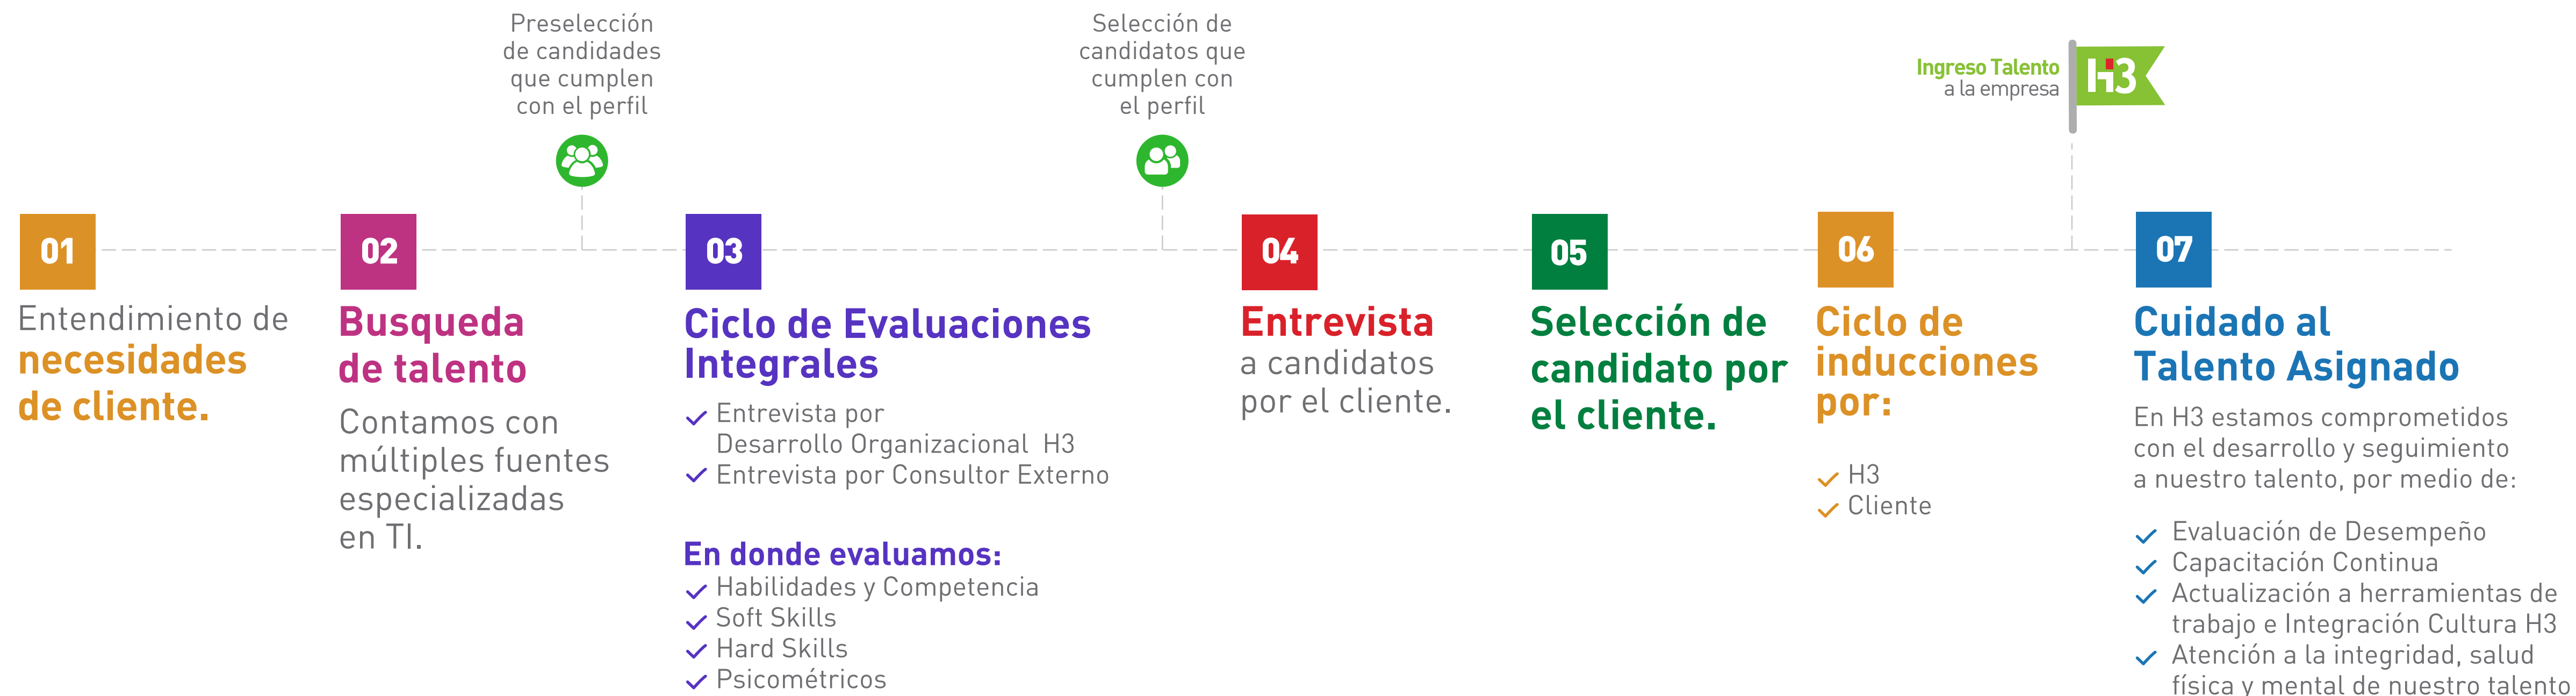 Preselección
de candidades
que cumplen
con el perfil
Selección de
candidatos que
cumplen con
el perfil
Ingreso Talento
a la empresa
H3
01
Entendimiento de
necesidades
de cliente.
02
Busqueda
de talento
Contamos con
múltiples fuentes
especializadas
en TI.
03
Ciclo de Evaluaciones
Integrales
Entrevista por
Desarrollo Organizacional H3
Entrevista por Consultor Externo
En donde evaluamos:
Habilidades y Competencia
Soft Skills
Hard Skills
Psicométricos
04
Entrevista
a candidatos
por el cliente.
05
Selección de
candidato por
el cliente.
06
Ciclo de
inducciones
por:
H3
Cliente
07
Cuidado al
Talento Asignado
En H3 estamos comprometidos
con el desarrollo y seguimiento
a nuestro talento, por medio de:
Evaluación de Desempeño
Capacitación Continua
Actualización a herramientas de
trabajo e Integración Cultura H3
Atención a la integridad, salud
física y mental de nuestro talento